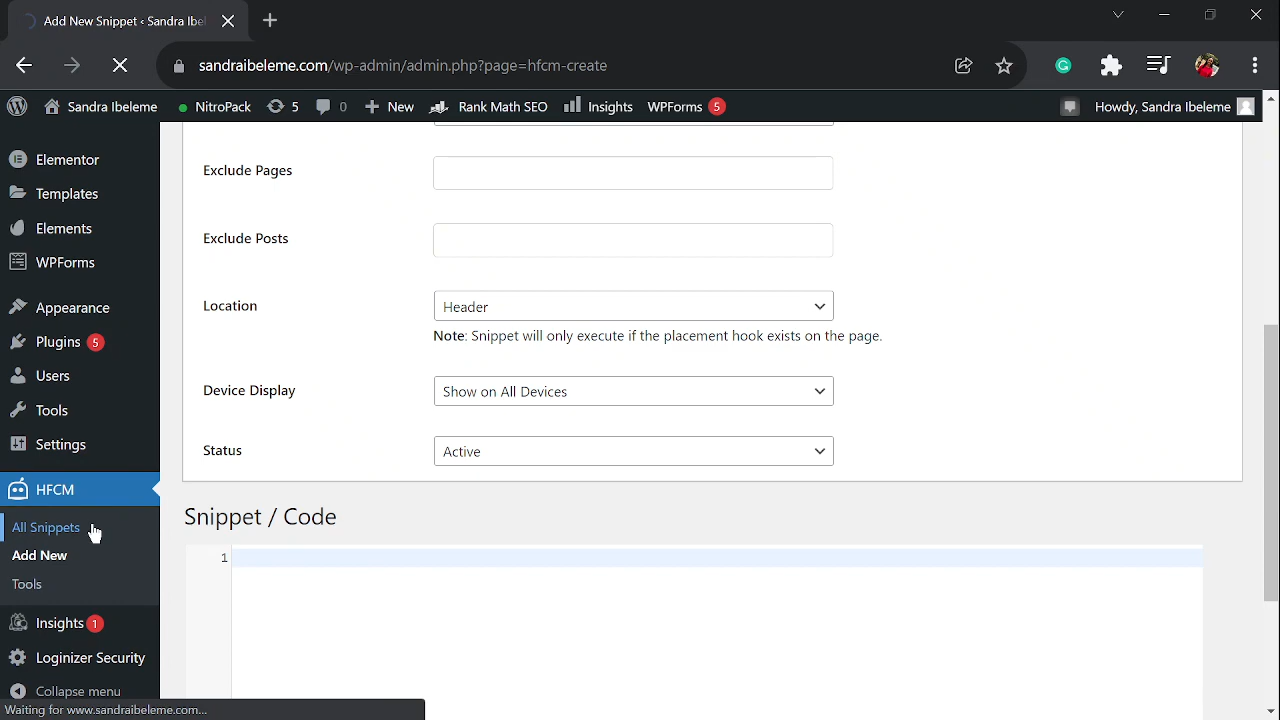 Add New Snippet ‹ Sandra Ibel
sandraibeleme.com/wp-admin/admin.php?page=hfcm-create
Sandra Ibeleme NitroPack 5 0 New Rank Math SEO Insights WPForms 5 Howdy, Sandra Ibeleme
Elementor
Templates
Elements
WPForms
Appearance
Plugins 5
Users
Tools
Settings
HFCM
All Snippets
Add New
Tools
Insights 1
Loginizer Security
Collapse menu
Exclude Pages
Exclude Posts
Location Header
Note: Snippet will only execute if the placement hook exists on the page.
Device Display Show on All Devices
Status Active
Snippet / Code
1
Waiting for www.sandraibeleme.com...